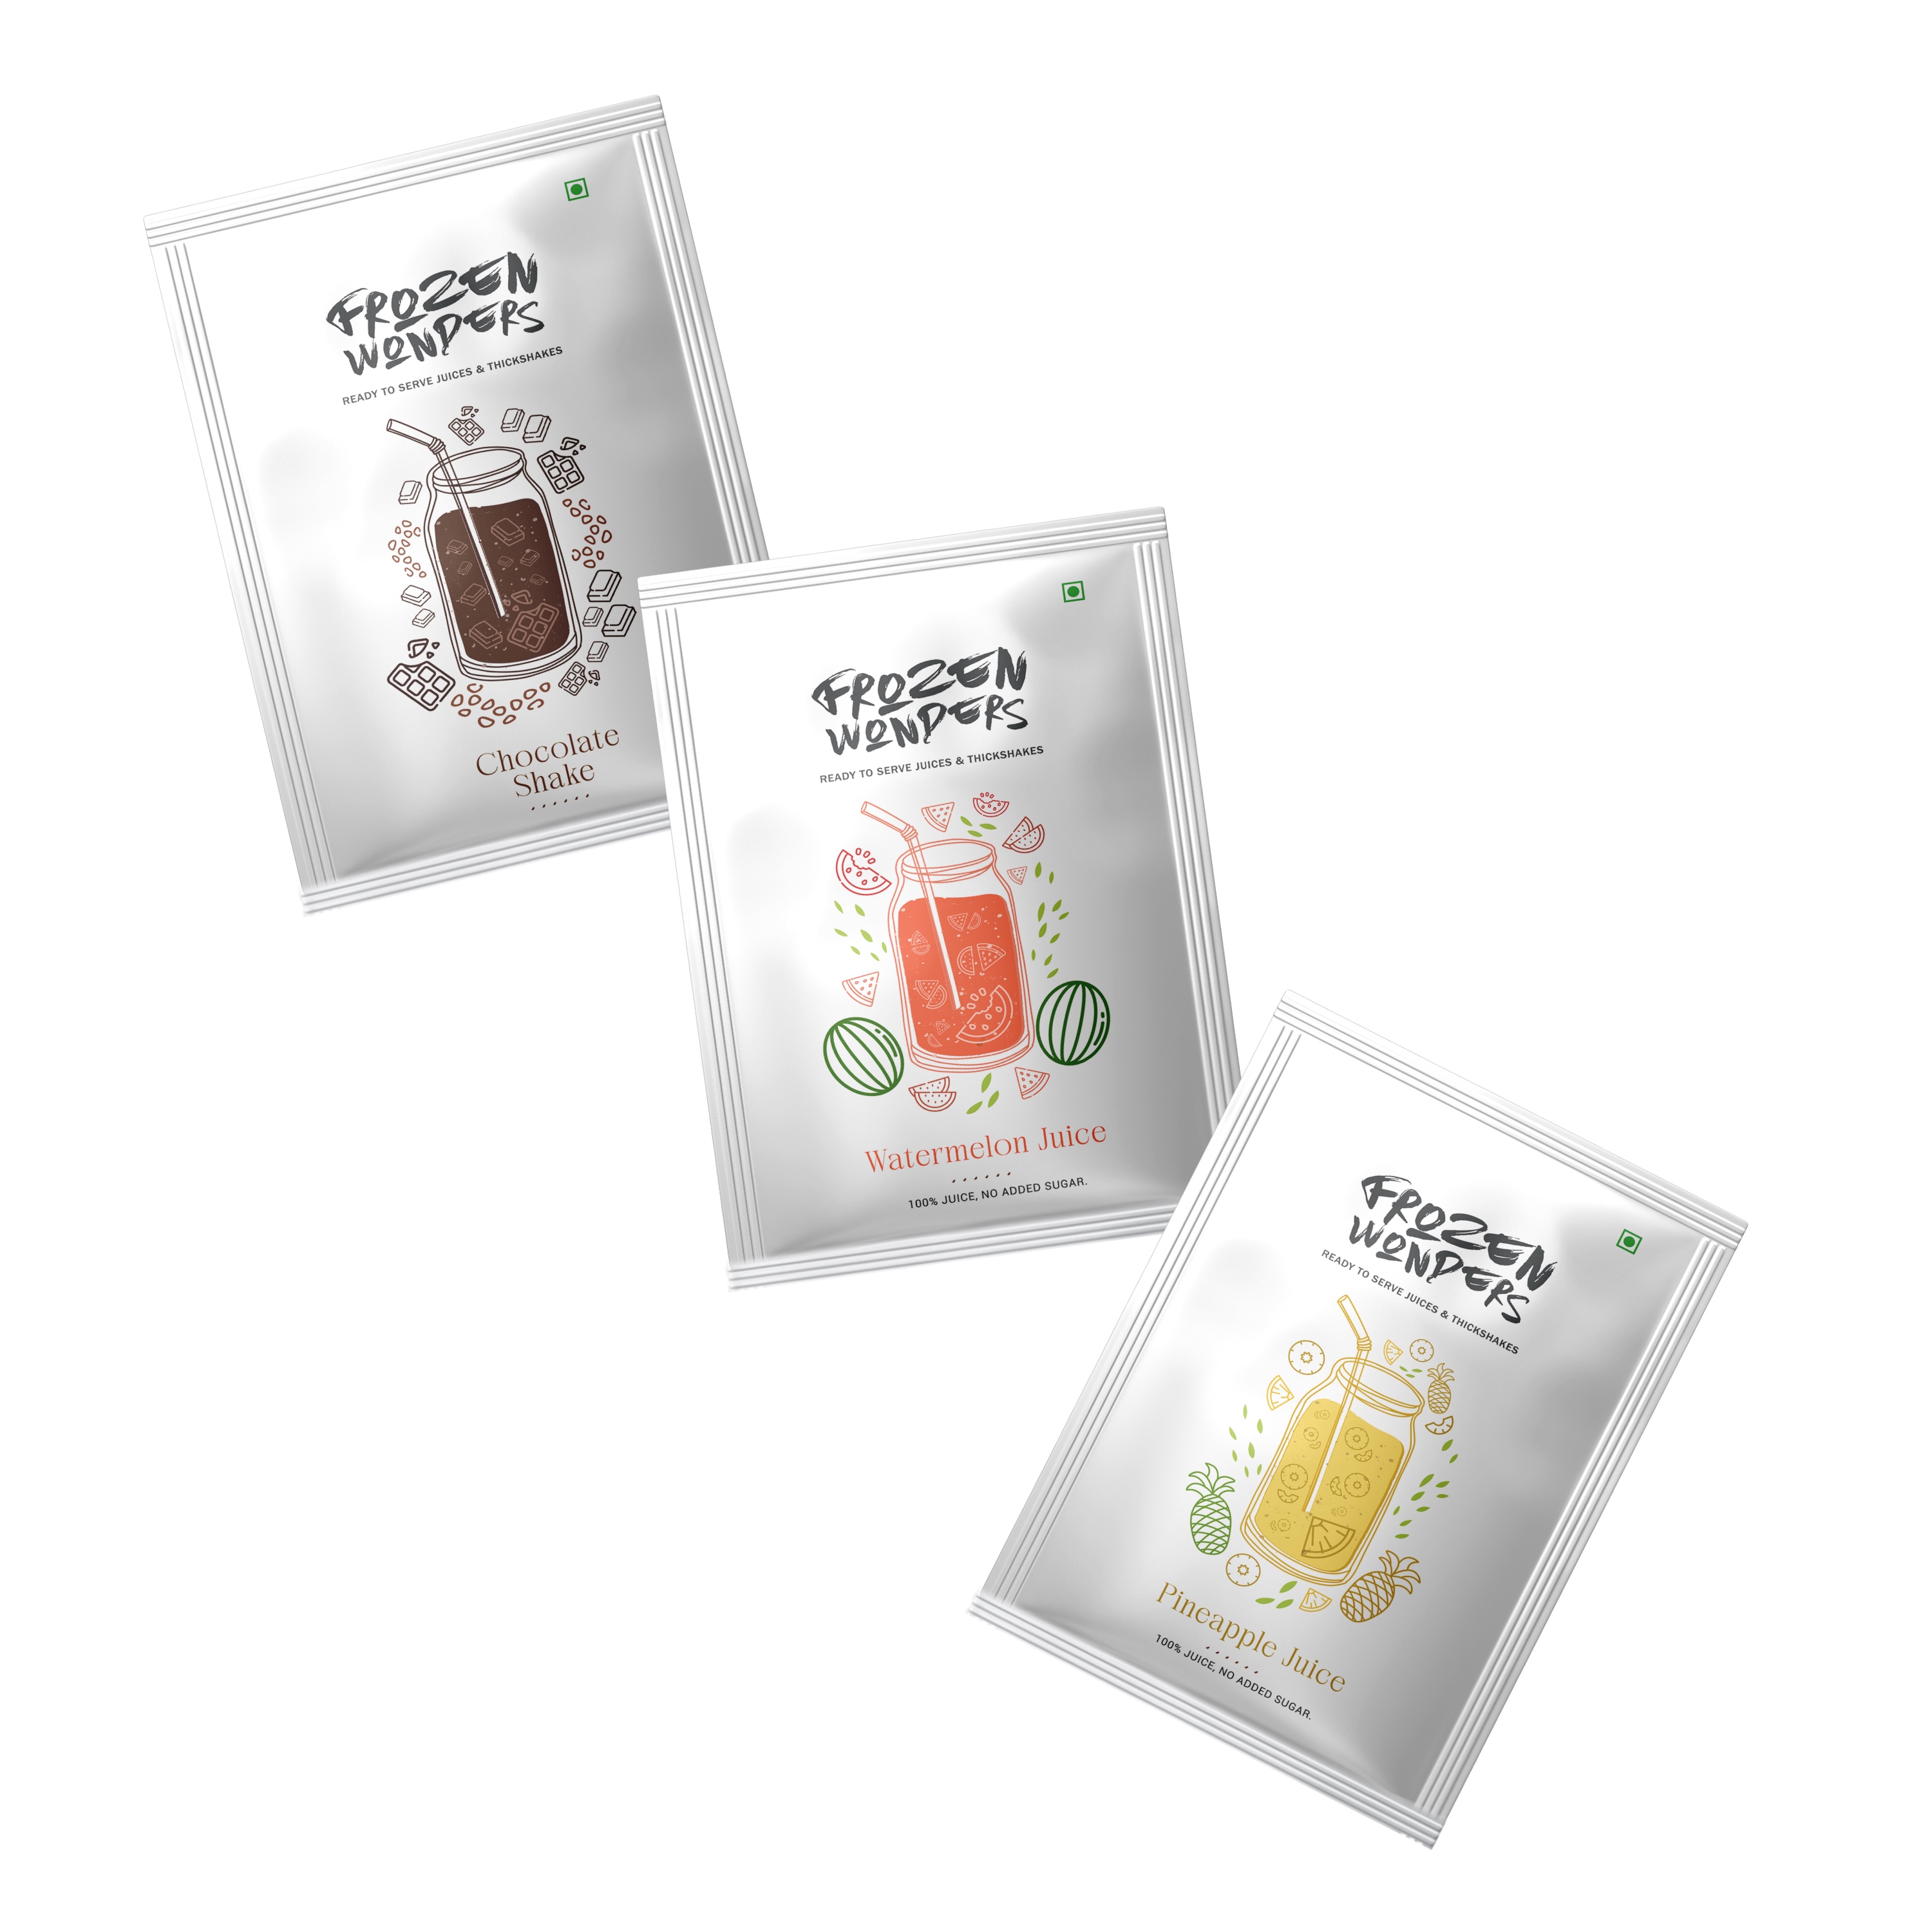 FROZEN
WONDERS
READY TO SERVE JUICES & THICKSHAKES
Chocolate
Shake
FROZEN
WONDERS
READY TO SERVE JUICES & THICKSHAKES
Watermelon Juice
100% JUICE, NO ADDED SUGAR.
FROZEN
WONDERS
READY TO SERVE JUICES & THICKSHAKES
Pineapple Juice
100% JUICE, NO ADDED SUGAR.